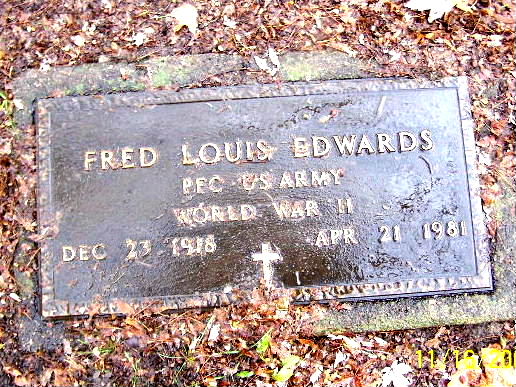 FRED LOUIS EDWARDS
PFC US ARMY
WORLD WAR II
DEC 23 1918 APR 21 1981